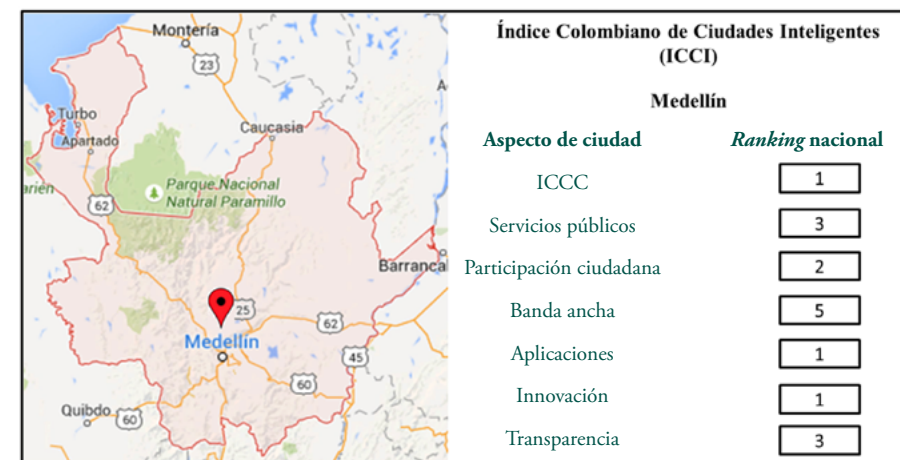 Montería
23
Turbo
Apartado
Caucasia
A
arien
Parque Nacional
Natural Paramillo
62
Barranca
25
62
Medellín
45
60
Quibdo
60
Índice Colombiano de Ciudades Inteligentes
(ICCI)
Medellín
Aspecto de ciudad Ranking nacional
ICCC 1
Servicios públicos 3
Participación ciudadana 2
Banda ancha 5
Aplicaciones 1
Innovación 1
Transparencia 3